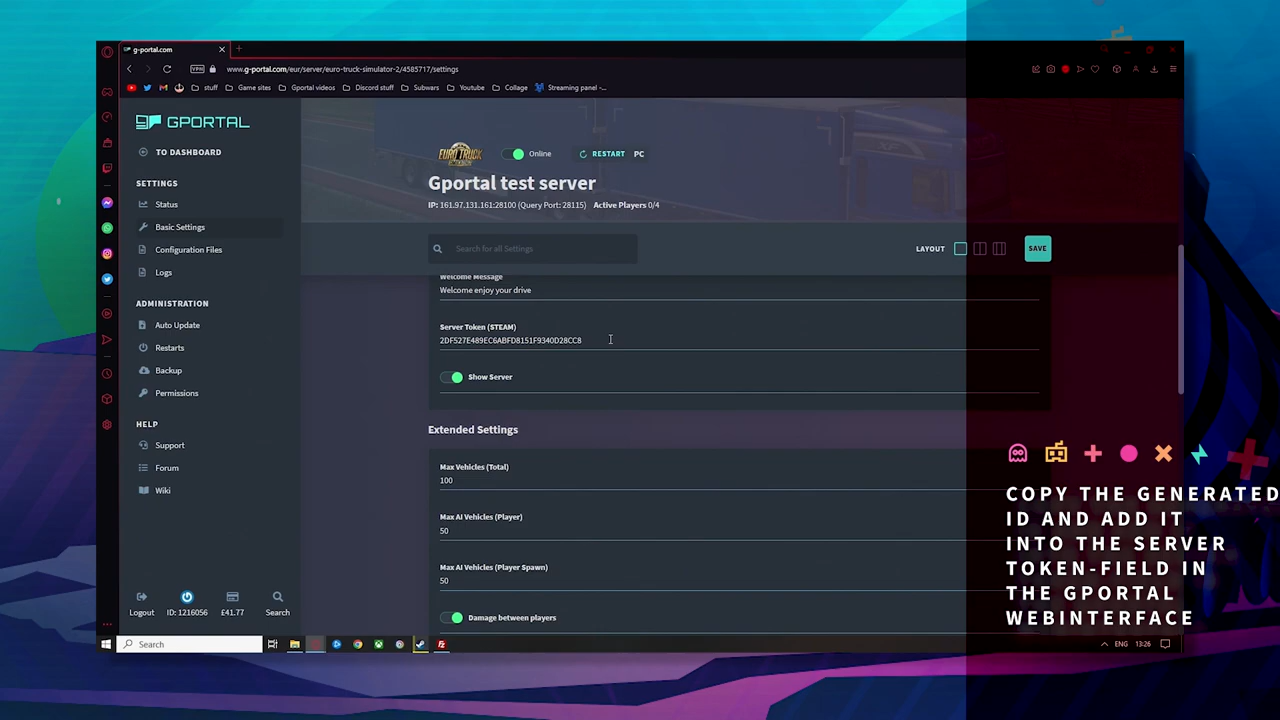 g-portal.com
VPN
www.g-portal.com/eur/server/euro-truck-simulator-2/4585717/settings
stuff
Game sites
Gportal videos
Discord stuff
Subwars
Youtube
Collage
Streaming panel -...
GPORTAL
TO DASHBOARD
SETTINGS
Status
Basic Settings
Configuration Files
Logs
ADMINISTRATION
Auto Update
Restarts
Backup
Permissions
HELP
Support
Forum
Wiki
Logout
ID: 1216056
£41.77
Search
EURO TRUCK
Online
RESTART
PC
Gportal test server
IP: 161.97.131.161:28100 (Query Port: 28115) Active Players 0/4
Search for all Settings
LAYOUT
SAVE
Welcome Message
Welcome enjoy your drive
Server Token (STEAM)
2DF527E489EC6ABFD8151F9340D28CC8
Show Server
Extended Settings
Max Vehicles (Total)
100
Max AI Vehicles (Player)
50
Max AI Vehicles (Player Spawn)
50
Damage between players
COPY THE GENERATED
ID AND ADD IT
INTO THE SERVER
TOKEN-FIELD IN
THE GPORTAL
WEBINTERFACE
Search
ENG
13:26